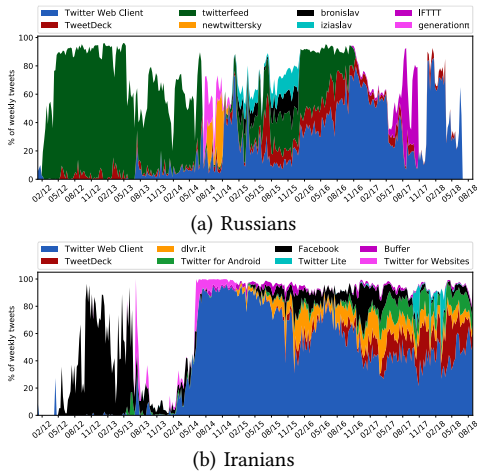 Twitter Web Client twitterfeed bronislav IFTTT
TweetDeck newtwittersky iziaslav generationπ
% of weekly tweets
100
80
60
40
20
0
02/12 05/12 08/12 11/12 02/13 05/13 08/13 11/13 02/14 05/14 08/14 11/14 02/15 05/15 08/15 11/15 02/16 05/16 08/16 11/16 02/17 05/17 08/17 11/17 02/18 05/18 08/18
(a) Russians
Twitter Web Client dlvr.it Facebook Buffer
TweetDeck Twitter for Android Twitter Lite Twitter for Websites
% of weekly tweets
100
80
60
40
20
0
02/12 05/12 08/12 11/12 02/13 05/13 08/13 11/13 02/14 05/14 08/14 11/14 02/15 05/15 08/15 11/15 02/16 05/16 08/16 11/16 02/17 05/17 08/17 11/17 02/18 05/18 08/18
(b) Iranians